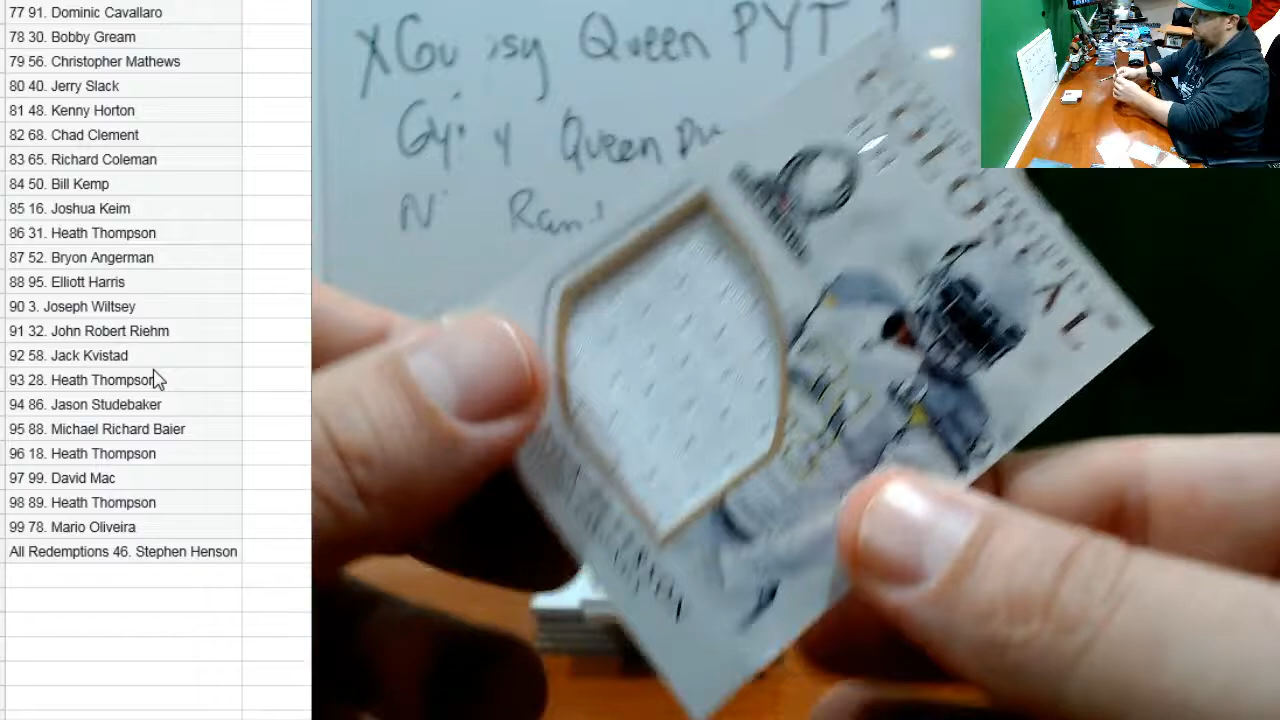 77 91. Dominic Cavallaro
78 30. Bobby Gream
79 56. Christopher Mathews
80 40. Jerry Slack
81 48. Kenny Horton
82 68. Chad Clement
83 65. Richard Coleman
84 50. Bill Kemp
85 16. Joshua Keim
86 31. Heath Thompson
87 52. Bryon Angerman
88 95. Elliott Harris
90 3. Joseph Wiltsey
91 32. John Robert Riehm
92 58. Jack Kvistad
93 28. Heath Thompson
94 86. Jason Studebaker
95 88. Michael Richard Baier
96 18. Heath Thompson
97 99. David Mac
98 89. Heath Thompson
99 78. Mario Oliveira
All Redemptions 46. Stephen Henson
Queen PYT
Queen
COLOSSAL